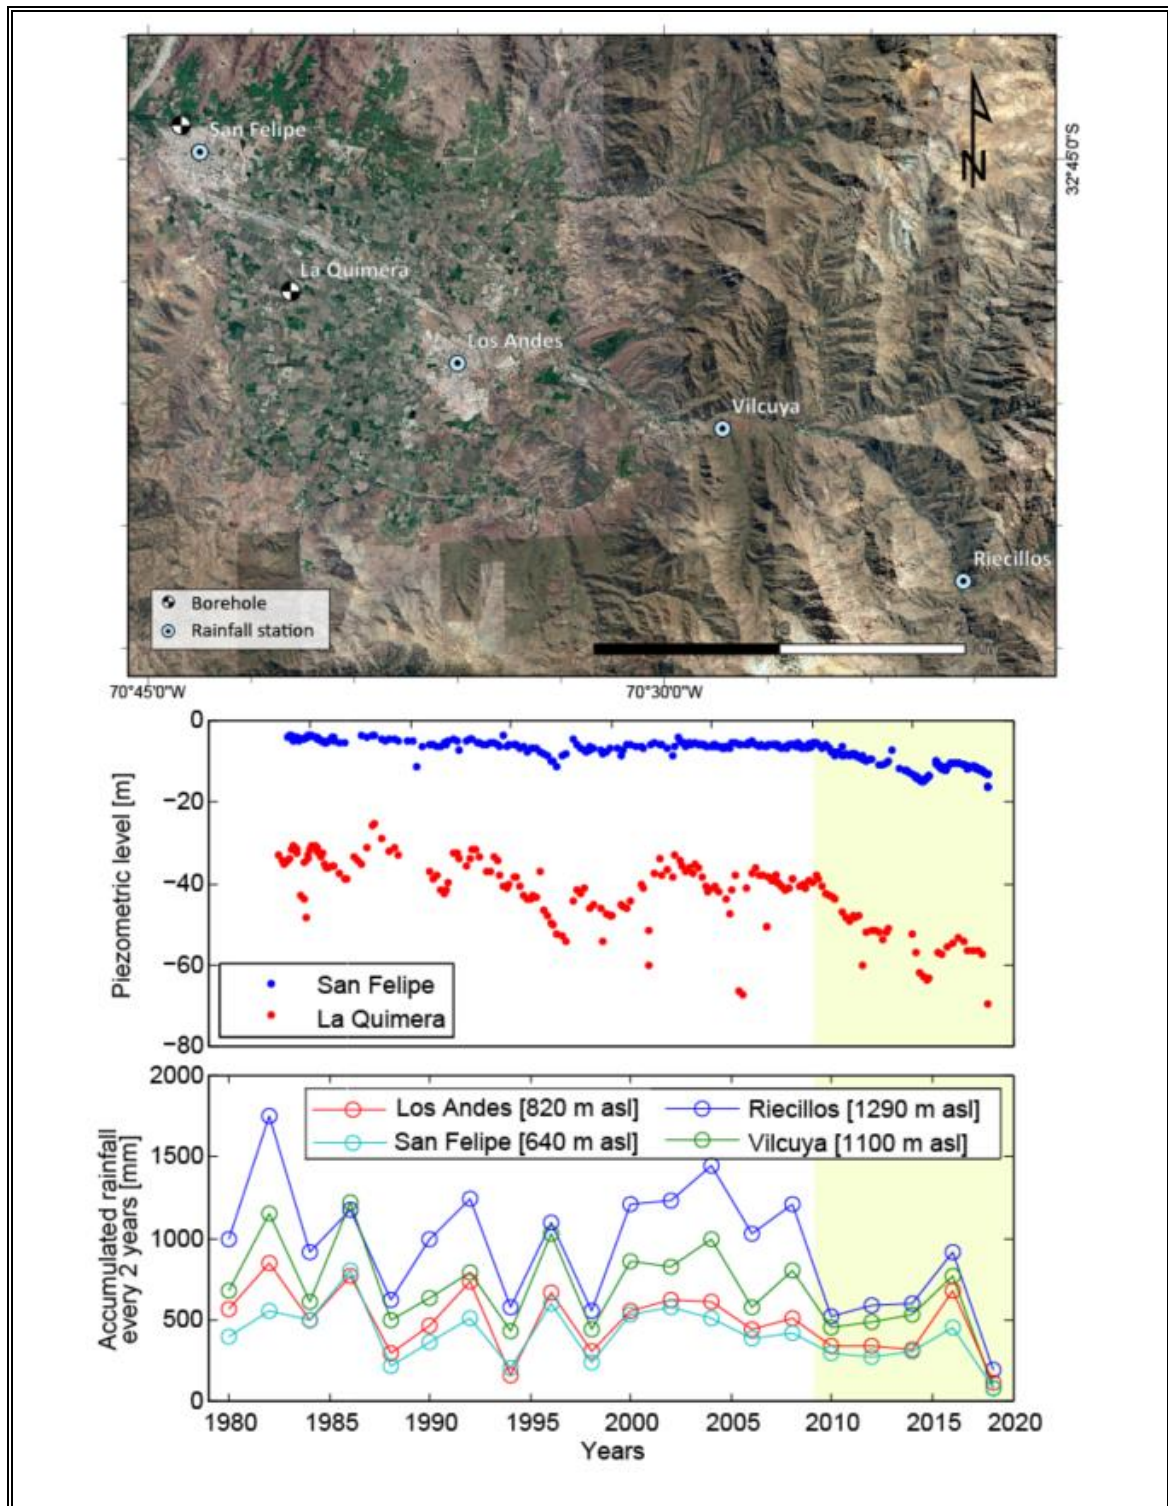 San Felipe
N
32°45'0"S
La Quimera
Los Andes
Vilcuya
Riecillos
Borehole
Rainfall station
70°45'0"W
70°30'0"W
Piezometric level [m]
0
−20
−40
−60
−80
San Felipe
La Quimera
Accumulated rainfall
every 2 years [mm]
2000
1500
1000
500
0
Los Andes [820 m asl]
Riecillos [1290 m asl]
San Felipe [640 m asl]
Vilcuya [1100 m asl]
1980 1985 1990 1995 2000 2005 2010 2015 2020
Years